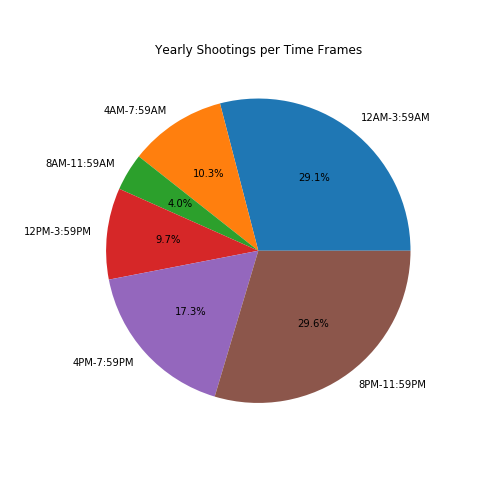 Yearly Shootings per Time Frames
12AM-3:59AM
4AM-7:59AM
8AM-11:59AM
12PM-3:59PM
4PM-7:59PM
8PM-11:59PM
29.1%
10.3%
4.0%
9.7%
17.3%
29.6%